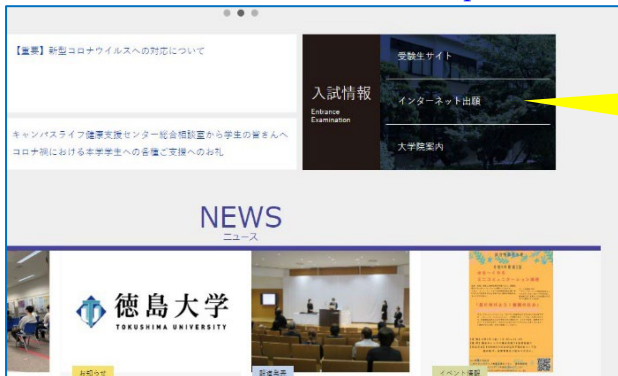 【重要】新型コロナウイルスへの対応について
キャンパスライフ健康支援センター総合相談室から学生の皆さんへ
コロナ禍における本学学生への各種ご支援へのお礼
入試情報
Entrance
Examination
受験生サイト
インターネット出願
大学院案内
NEWS
ニュース
徳島大学
TOKUSHIMA UNIVERSITY
お知らせ
報道発表
イベント情報